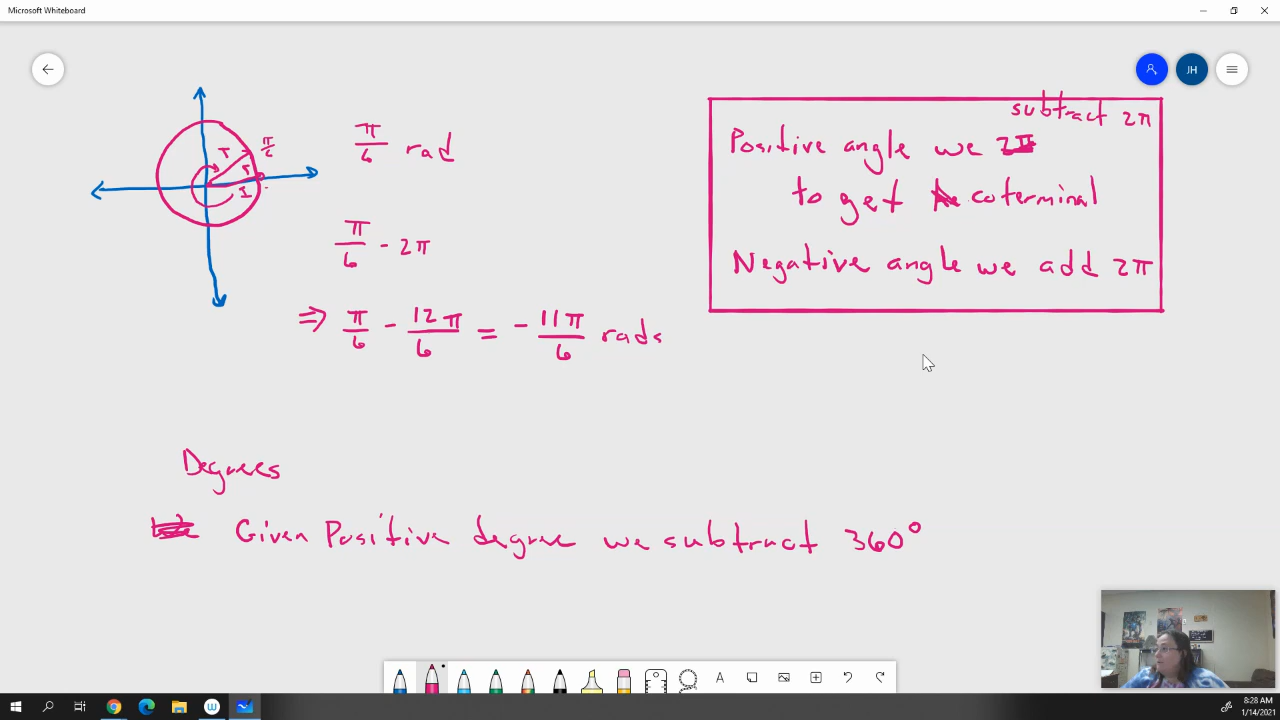 Microsoft Whiteboard
JH
π/6
r
r
1
π/6 rad
π/6 - 2π
⇒ π/6 - 12π/6 = - 11π/6 rads
subtract 2π
Positive angle we
to get coterminal
Negative angle we add 2π
Degrees
Given Positive degree we subtract 360°
A
8:28 AM
1/14/2021